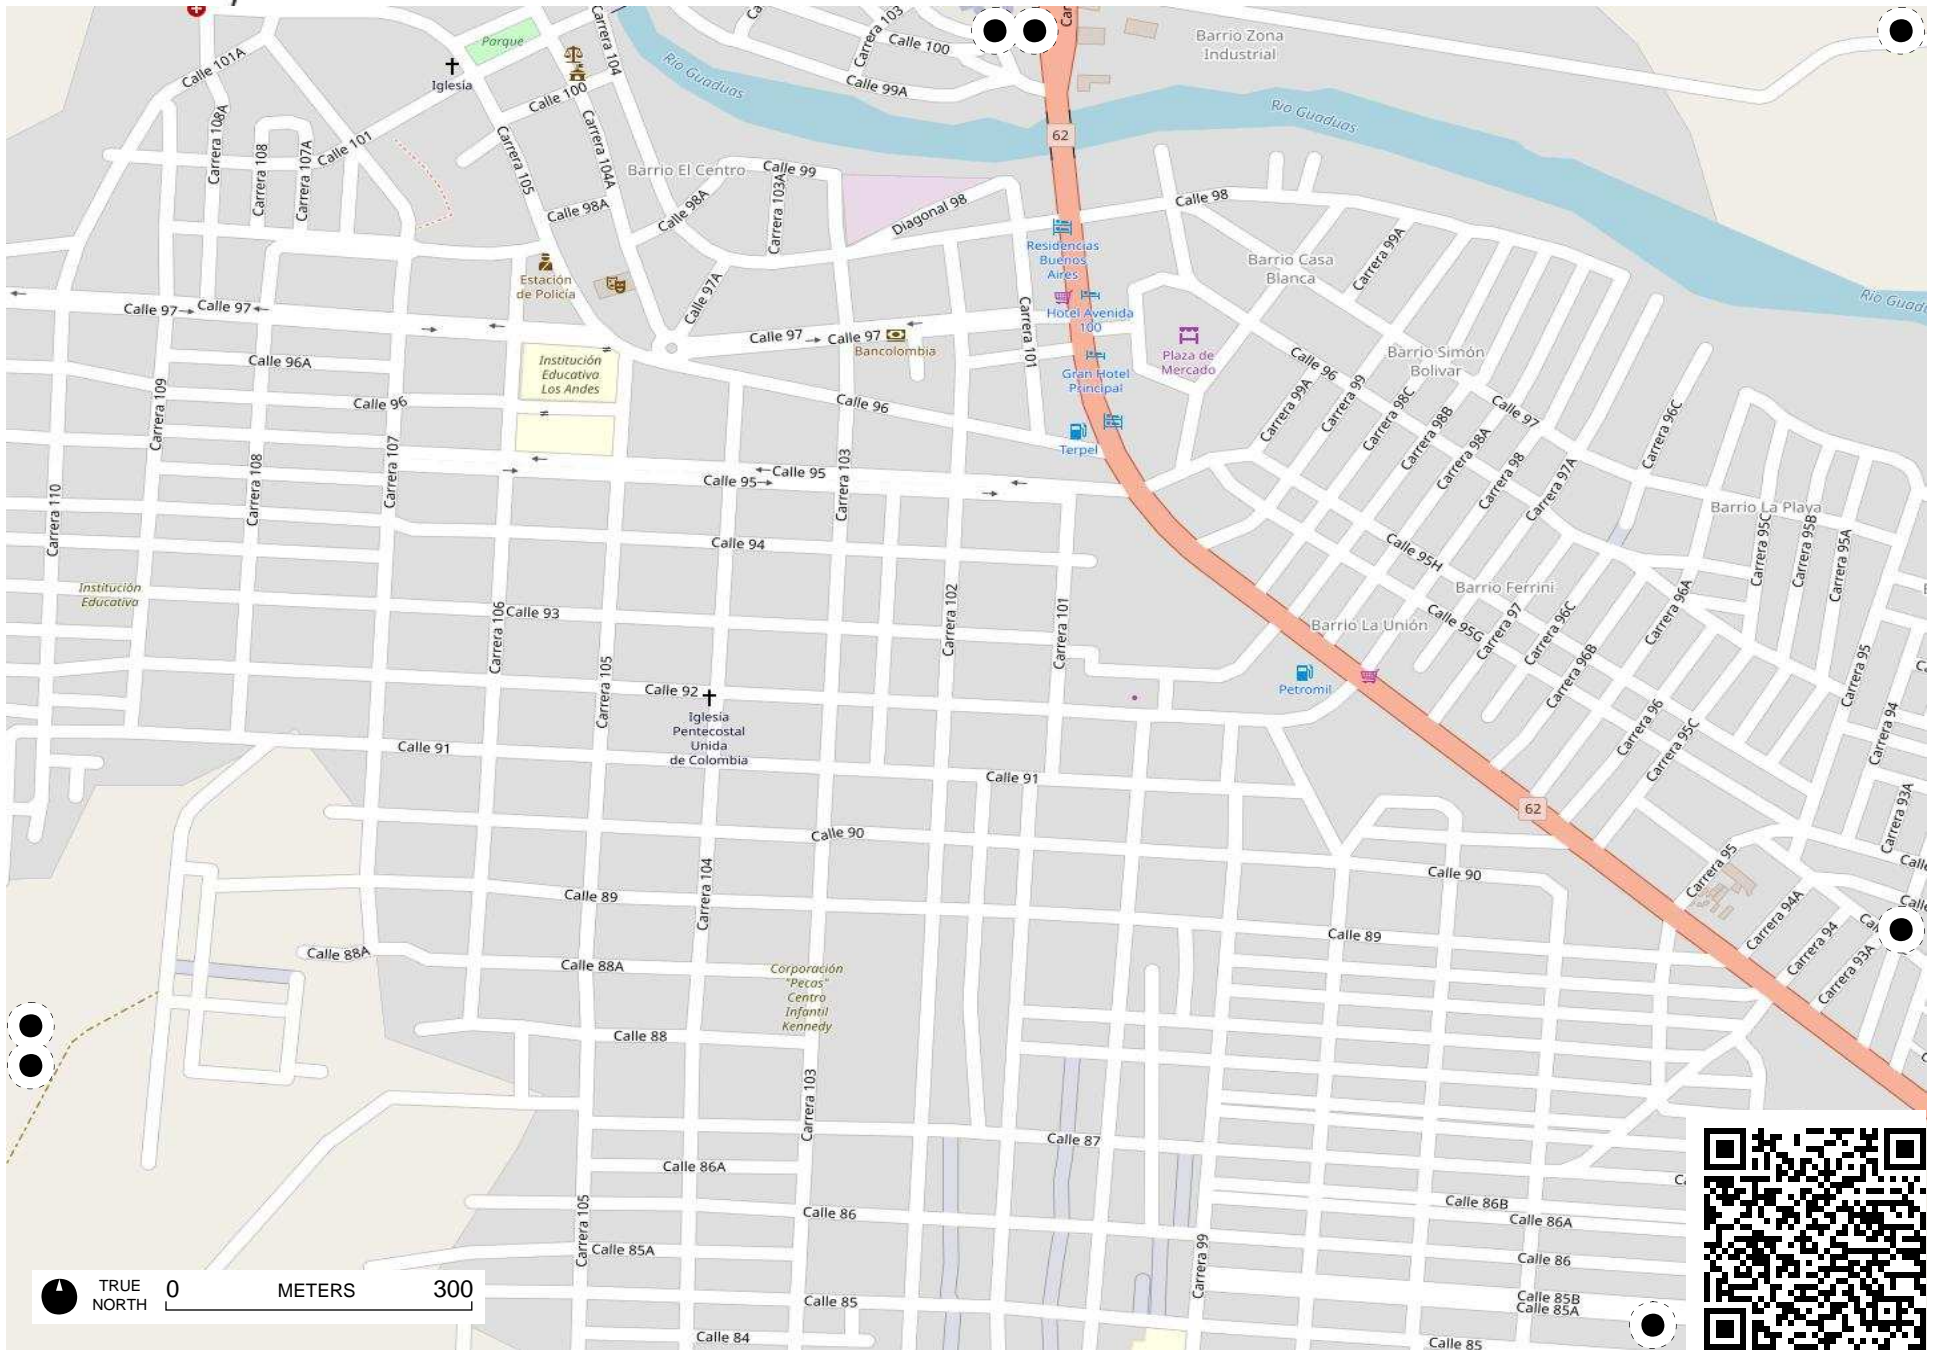 Carrera 104
Ca
Carrera 103
Calle 100
Calle 99A
Car
Barrio Zona
Industrial
Calle 101A
Parque
Iglesia
Calle 100
Rio Guaduas
Rio Guaduas
62
Carrera 108A
Carrera 108
Carrera 107A
Calle 101
Carrera 105
Carrera 104A
Barrio El Centro
Calle 99
Carrera 103A
Calle 98A
Calle 98A
Diagonal 98
Calle 98
Residencias
Buenos
Aires
Carrera 99A
Barrio Casa
Blanca
Estación
de Policía
Calle 97A
Rio Guadu
Calle 97
Calle 97
Calle 97
Calle 97
Bancolombia
Carrera 101
Hotel Avenida
100
Plaza de
Mercado
Gran Hotel
Principal
Terpel
Calle 96A
Institución
Educativa
Los Andes
Calle 96
Calle 96
Calle 96
Barrio Simón
Bolivar
Calle 97
Carrera 109
Carrera 107
Carrera 108
Carrera 110
Carrera 99A
Carrera 99
Carrera 98C
Carrera 98B
Carrera 98A
Carrera 98
Carrera 97A
Carrera 96C
Calle 95
Calle 95
Carrera 103
Barrio La Playa
Carrera 95C
Carrera 95B
Carrera 95A
Calle 94
Calle 95H
Barrio Ferrini
Institución
Educativa
Calle 93
Carrera 106
Carrera 102
Carrera 101
Barrio La Unión
Calle 95G
Carrera 97
Carrera 96C
Carrera 96B
Carrera 96A
Carrera 95
Carrera 105
Calle 92
Iglesia
Pentecostal
Unida
de Colombia
Petromil
Carrera 96
Carrera 95C
Carrera 94
Calle 91
Calle 91
62
Carrera 93A
Calle 90
Calle 90
Carrera 95
Calle
Carrera 104
Calle 89
Calle 89
Carrera 94A
Carrera 94
Carrera 93A
Calle
Cal
Calle 88A
Calle 88A
Corporación
"Pecas"
Centro
Infantil
Kennedy
Calle 88
Carrera 103
Calle 87
Calle 86A
Carrera 105
Calle 86
Calle 86B
Calle 86A
Calle 85A
Carrera 99
Calle 86
TRUE
NORTH
0 METERS 300
Calle 85
Calle 85B
Calle 85A
Calle 84
Calle 85